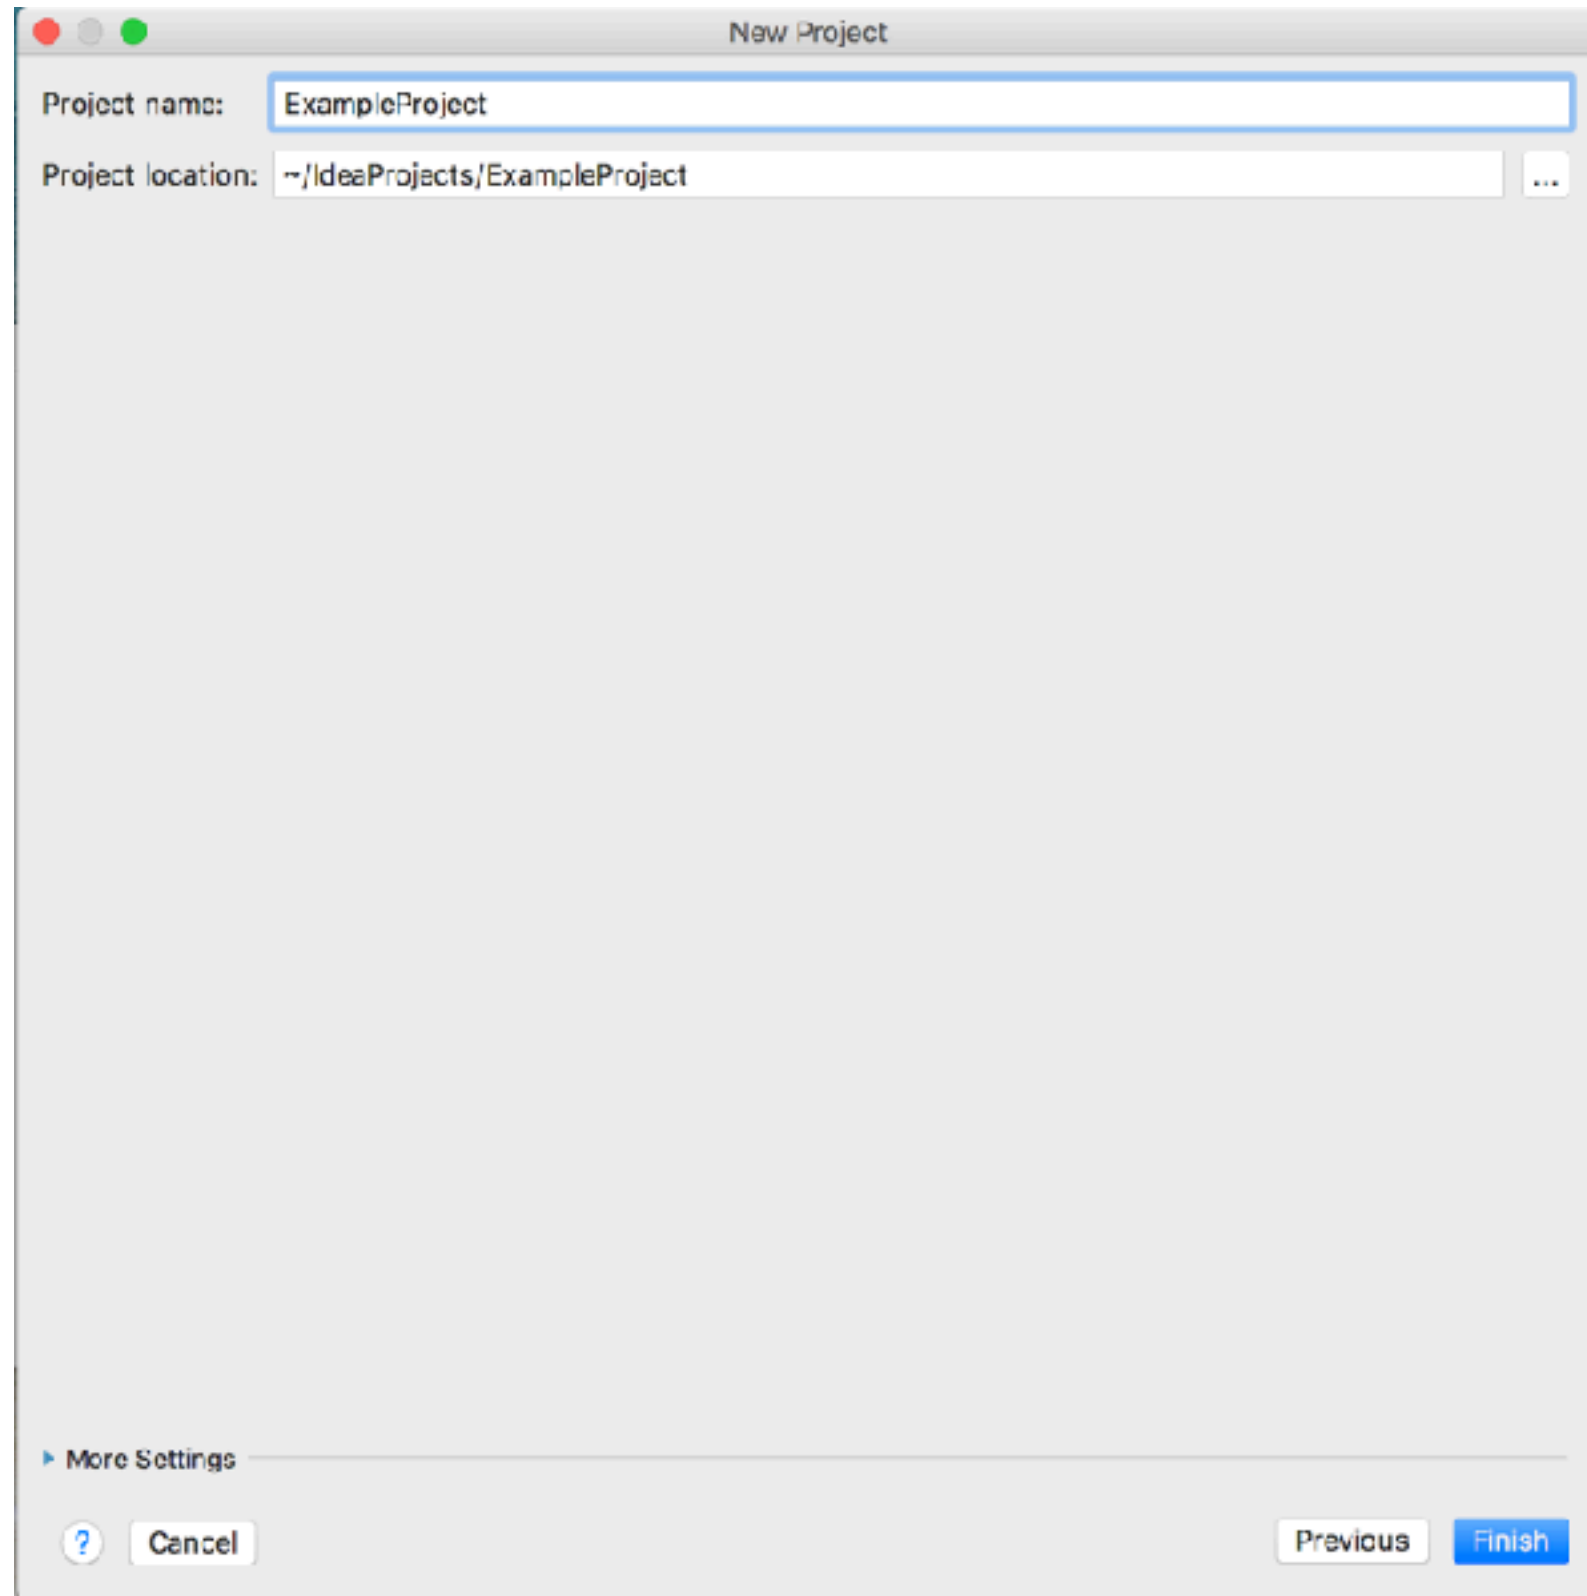 New Project
Project name: ExampleProject
Project location: ~/IdeaProjects/ExampleProject ...
More Settings
? Cancel Previous Finish